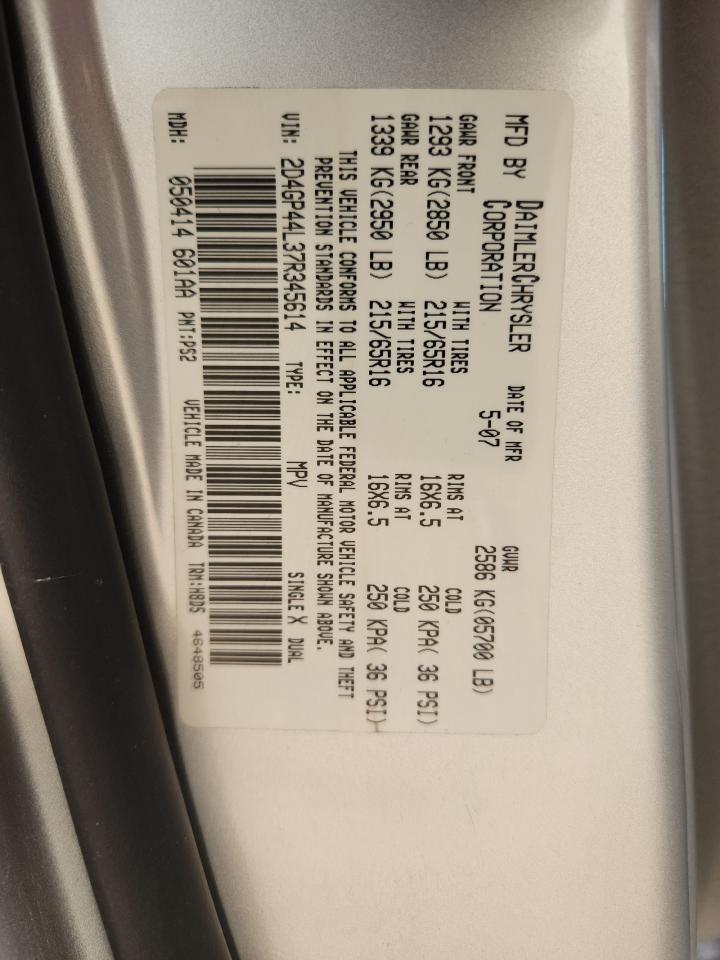 MFD BY DAIMLERCHRYSLER CORPORATION
DATE OF MFR 5-07
GVWR 2586 KG(05700 LB)
GAWR FRONT WITH TIRES RIMS AT COLD
1293 KG(2850 LB) 215/65R16 16X6.5 250 KPA( 36 PSI)
GAWR REAR WITH TIRES RIMS AT COLD
1339 KG(2950 LB) 215/65R16 16X6.5 250 KPA( 36 PSI)
THIS VEHICLE CONFORMS TO ALL APPLICABLE FEDERAL MOTOR VEHICLE SAFETY AND THEFT
PREVENTION STANDARDS IN EFFECT ON THE DATE OF MANUFACTURE SHOWN ABOVE.
VIN: 2D4GP44L37R345614 TYPE: MPV SINGLE X DUAL
MDH: 050414 601AA PNT:PS2 VEHICLE MADE IN CANADA TRM:H8DS 4648505